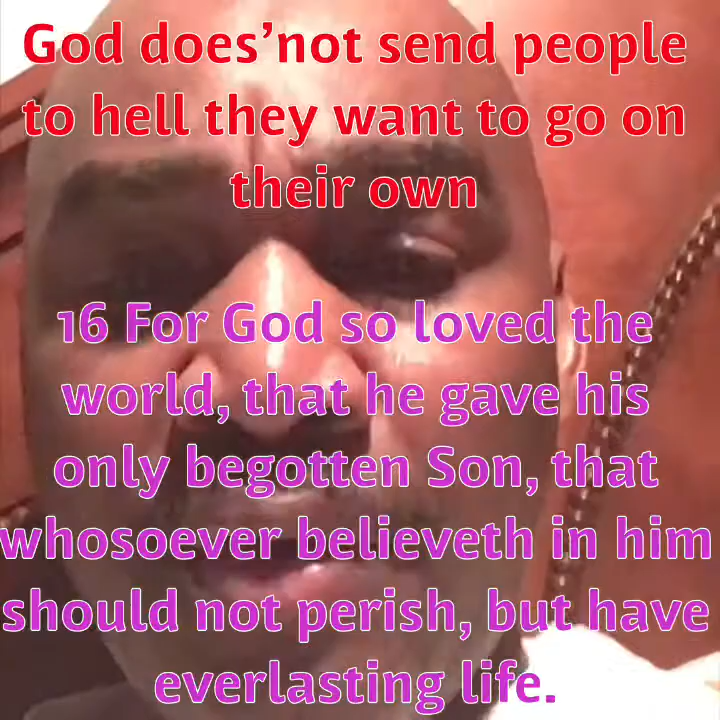 God does’not send people
to hell they want to go on
their own
16 For God so loved the
world, that he gave his
only begotten Son, that
whosoever believeth in him
should not perish, but have
everlasting life.